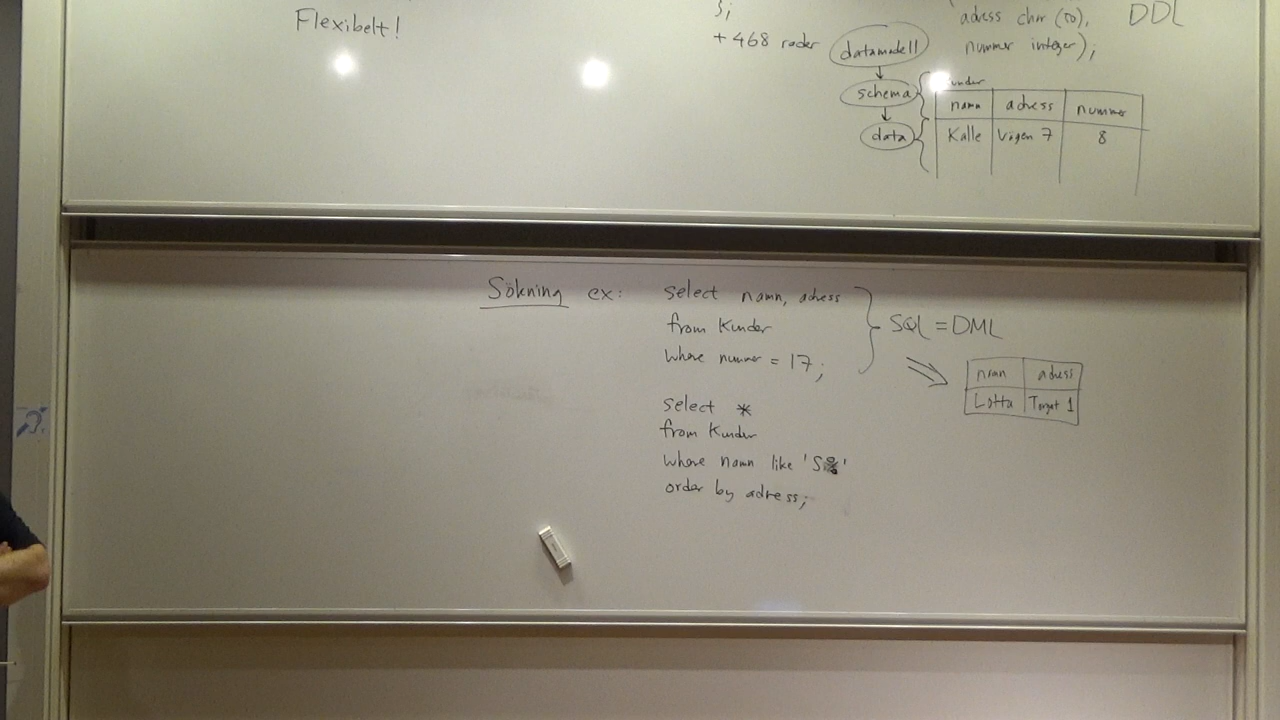 Flexibelt!
};
+ 468 rader
adress char (10),
nummer integer);
DDL
datamodell
schema
data
kunder
namn adress nummer
Kalle Vägen 7 8
Sökning ex:
select namn, adress
from Kunder
where nummer = 17;
SQL = DML
namn adress
Lotta Torget 1
select *
from Kunder
where namn like 'S%'
order by adress;